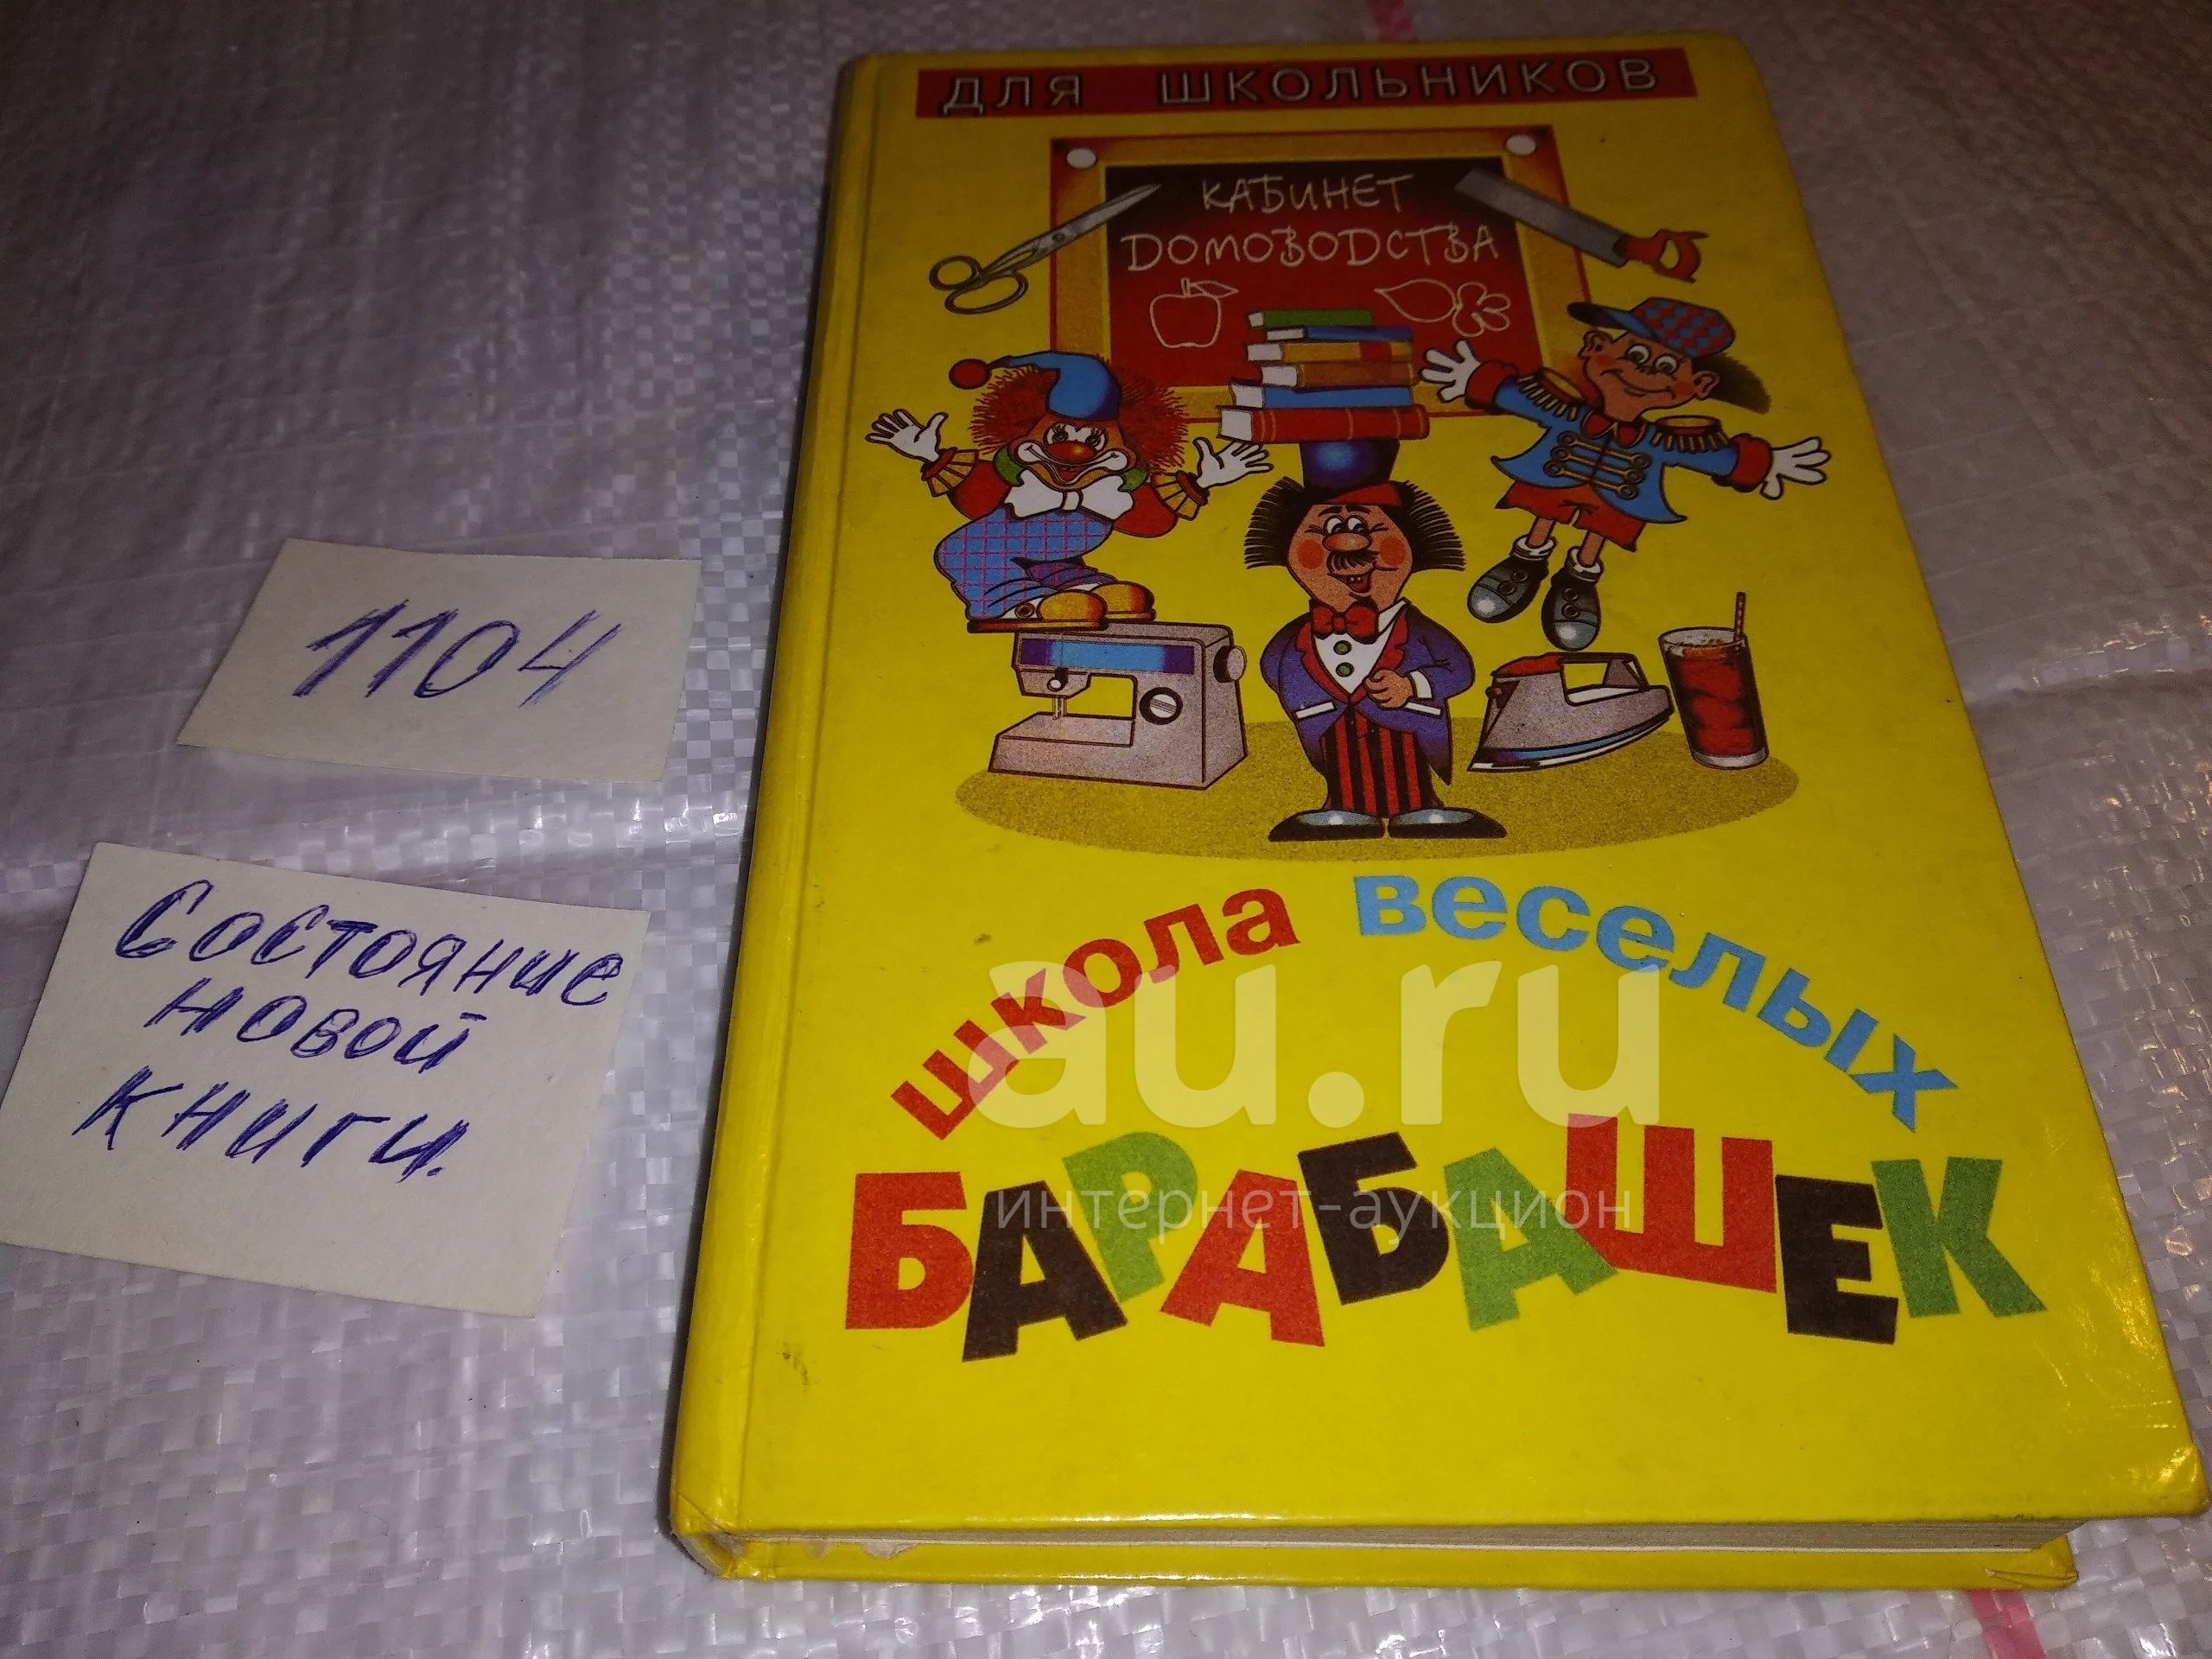 ДЛЯ ШКОЛЬНИКОВ
КАБИНЕТ
ДОМОВОДСТВА
1104
Состояние
новой
книги.
школа веселых
БАРАБАШЕК
au.ru
интернет-аукцион